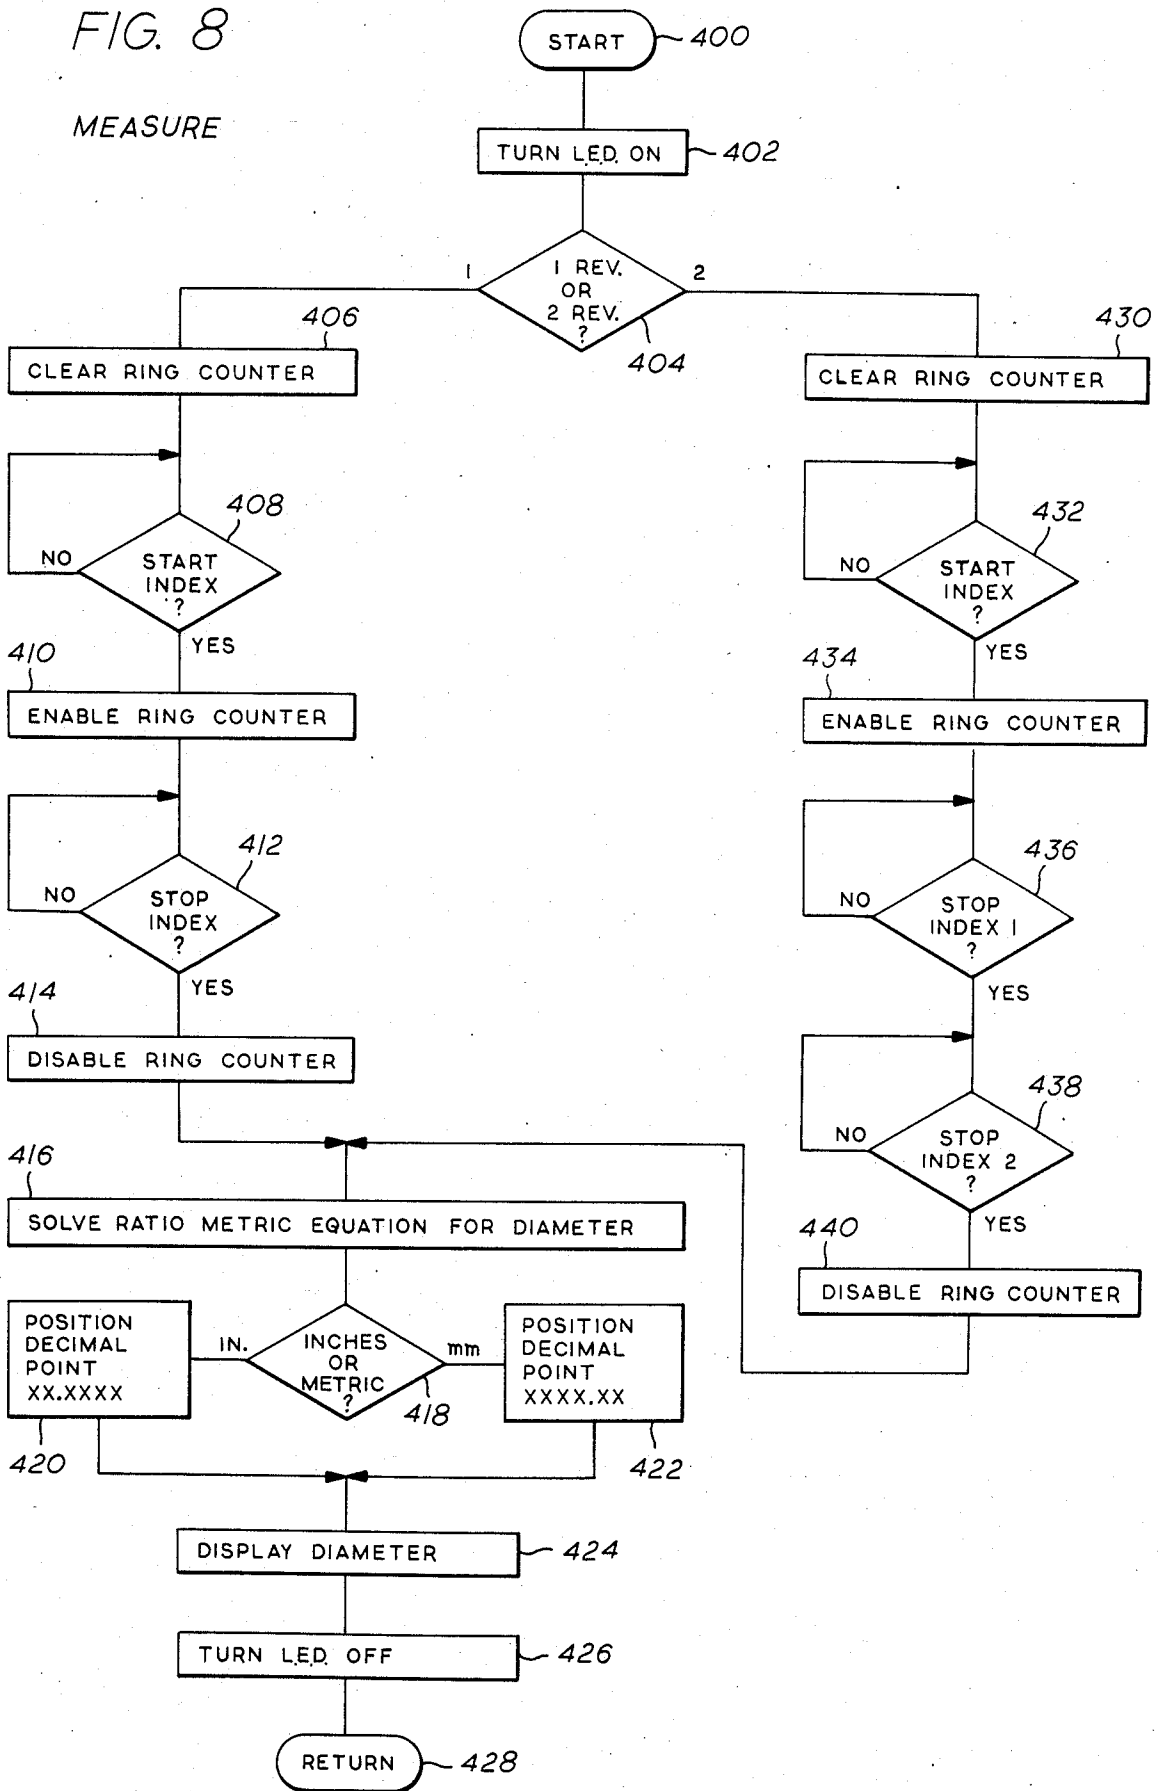 FIG. 8
MEASURE
START
400
TURN L.E.D. ON
402
1 REV.
OR
2 REV.
?
1
2
404
406
CLEAR RING COUNTER
430
CLEAR RING COUNTER
408
START
INDEX
?
NO
YES
432
START
INDEX
?
NO
YES
410
ENABLE RING COUNTER
434
ENABLE RING COUNTER
412
STOP
INDEX
?
NO
YES
436
STOP
INDEX 1
?
NO
YES
414
DISABLE RING COUNTER
438
STOP
INDEX 2
?
NO
YES
416
SOLVE RATIO METRIC EQUATION FOR DIAMETER
440
DISABLE RING COUNTER
POSITION
DECIMAL
POINT
XX.XXXX
420
IN.
INCHES
OR
METRIC
?
418
mm
POSITION
DECIMAL
POINT
XXXX.XX
422
DISPLAY DIAMETER
424
TURN L.E.D. OFF
426
RETURN
428